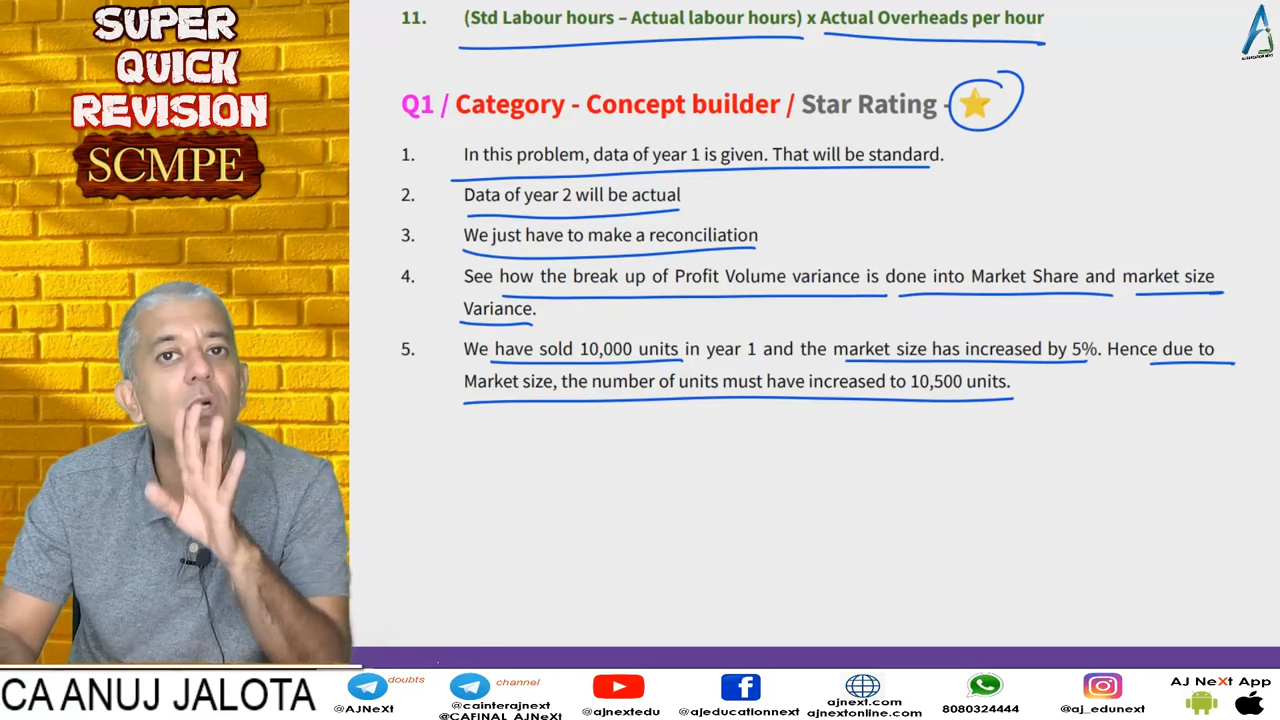 SUPER
QUICK
REVISION
SCMPE
11. (Std Labour hours – Actual labour hours) x Actual Overheads per hour
Q1 / Category - Concept builder / Star Rating - ⭐
1. In this problem, data of year 1 is given. That will be standard.
2. Data of year 2 will be actual
3. We just have to make a reconciliation
4. See how the break up of Profit Volume variance is done into Market Share and market size
Variance.
5. We have sold 10,000 units in year 1 and the market size has increased by 5%. Hence due to
Market size, the number of units must have increased to 10,500 units.
CA ANUJ JALOTA
doubts
@AJNeXt
channel
@cainterajnext
@CAFINAL_AJNeXt
@ajnextedu
@ajeducationnext
ajnext.com
ajnextonline.com
8080324444
@aj_edunext
AJ NeXt App